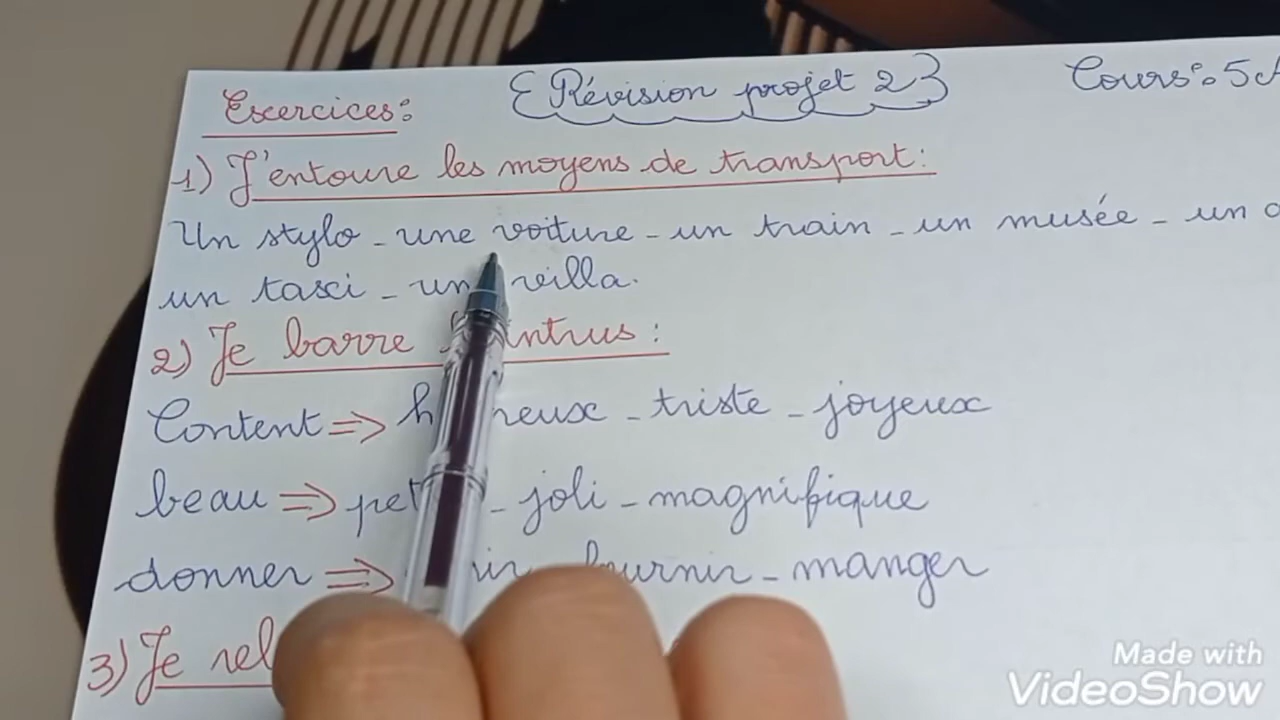 Exercices:
{Révision projet 2}
Cours: 5A
1) J'entoure les moyens de transport:
Un stylo - une voiture - un train - un musée - un
un taxi - un villa.
2) Je barre intrus:
Content => heureux - triste - joyeux
beau => - joli - magnifique
donner => fournir - manger
3) Je
Made with
VideoShow